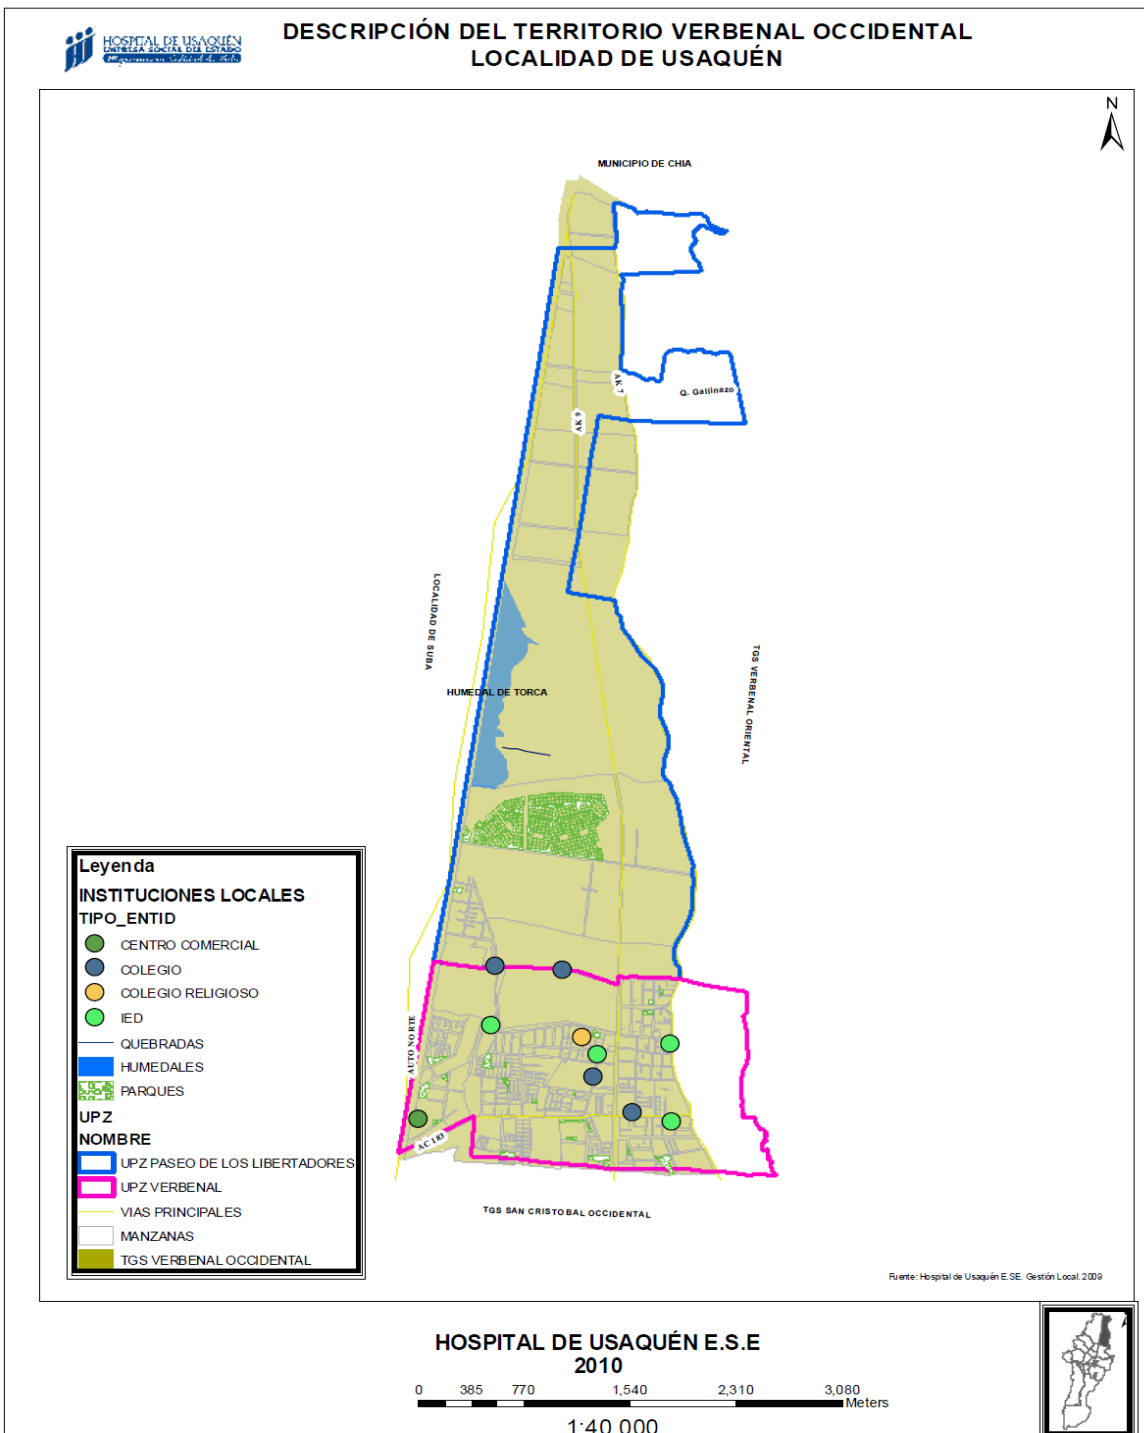 HOSPITAL DE USAQUÉN
EMPRESA SOCIAL DEL ESTADO
DESCRIPCIÓN DEL TERRITORIO VERBENAL OCCIDENTAL
LOCALIDAD DE USAQUÉN
N
MUNICIPIO DE CHIA
AK 7
Q. Gallinazo
AK 9
LOCALIDAD DE SUBA
TGS VERBENAL ORIENTAL
HUMEDAL DE TORCA
AUTO NORTE
AC 183
TGS SAN CRISTOBAL OCCIDENTAL
Leyenda
INSTITUCIONES LOCALES
TIPO_ENTID
CENTRO COMERCIAL
COLEGIO
COLEGIO RELIGIOSO
IED
QUEBRADAS
HUMEDALES
PARQUES
UPZ
NOMBRE
UPZ PASEO DE LOS LIBERTADORES
UPZ VERBENAL
VIAS PRINCIPALES
MANZANAS
TGS VERBENAL OCCIDENTAL
Fuente: Hospital de Usaquén E.SE. Gestión Local. 2009
HOSPITAL DE USAQUÉN E.S.E
2010
0 385 770 1,540 2,310 3,080
Meters
1:40.000